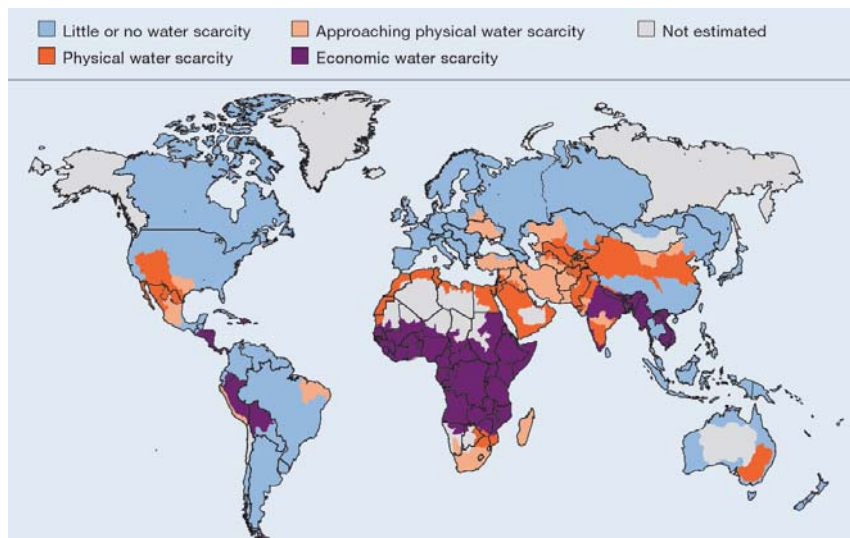 Little or no water scarcity
Approaching physical water scarcity
Not estimated
Physical water scarcity
Economic water scarcity